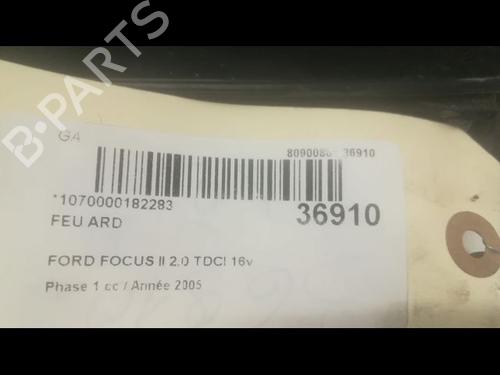 B-PARTS
GA
8090080 36910
*1070000182283
36910
FEU ARD
FORD FOCUS II 2.0 TDCI 16v
Phase 1 cc / Année 2005